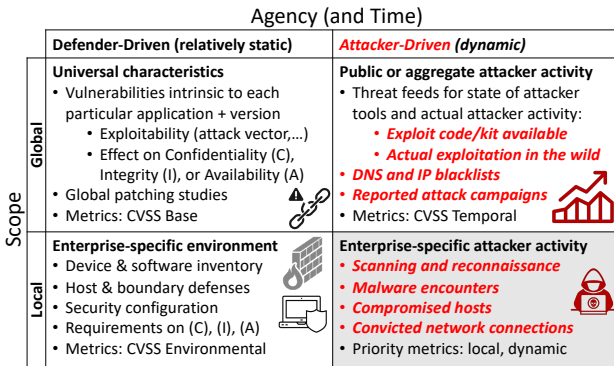 Agency (and Time)
Defender-Driven (relatively static)
Attacker-Driven (dynamic)
Scope
Global
Universal characteristics
• Vulnerabilities intrinsic to each
particular application + version
• Exploitability (attack vector,...)
• Effect on Confidentiality (C),
Integrity (I), or Availability (A)
• Global patching studies
• Metrics: CVSS Base
Public or aggregate attacker activity
• Threat feeds for state of attacker
tools and actual attacker activity:
• Exploit code/kit available
• Actual exploitation in the wild
• DNS and IP blacklists
• Reported attack campaigns
• Metrics: CVSS Temporal
Local
Enterprise-specific environment
• Device & software inventory
• Host & boundary defenses
• Security configuration
• Requirements on (C), (I), (A)
• Metrics: CVSS Environmental
Enterprise-specific attacker activity
• Scanning and reconnaissance
• Malware encounters
• Compromised hosts
• Convicted network connections
• Priority metrics: local, dynamic